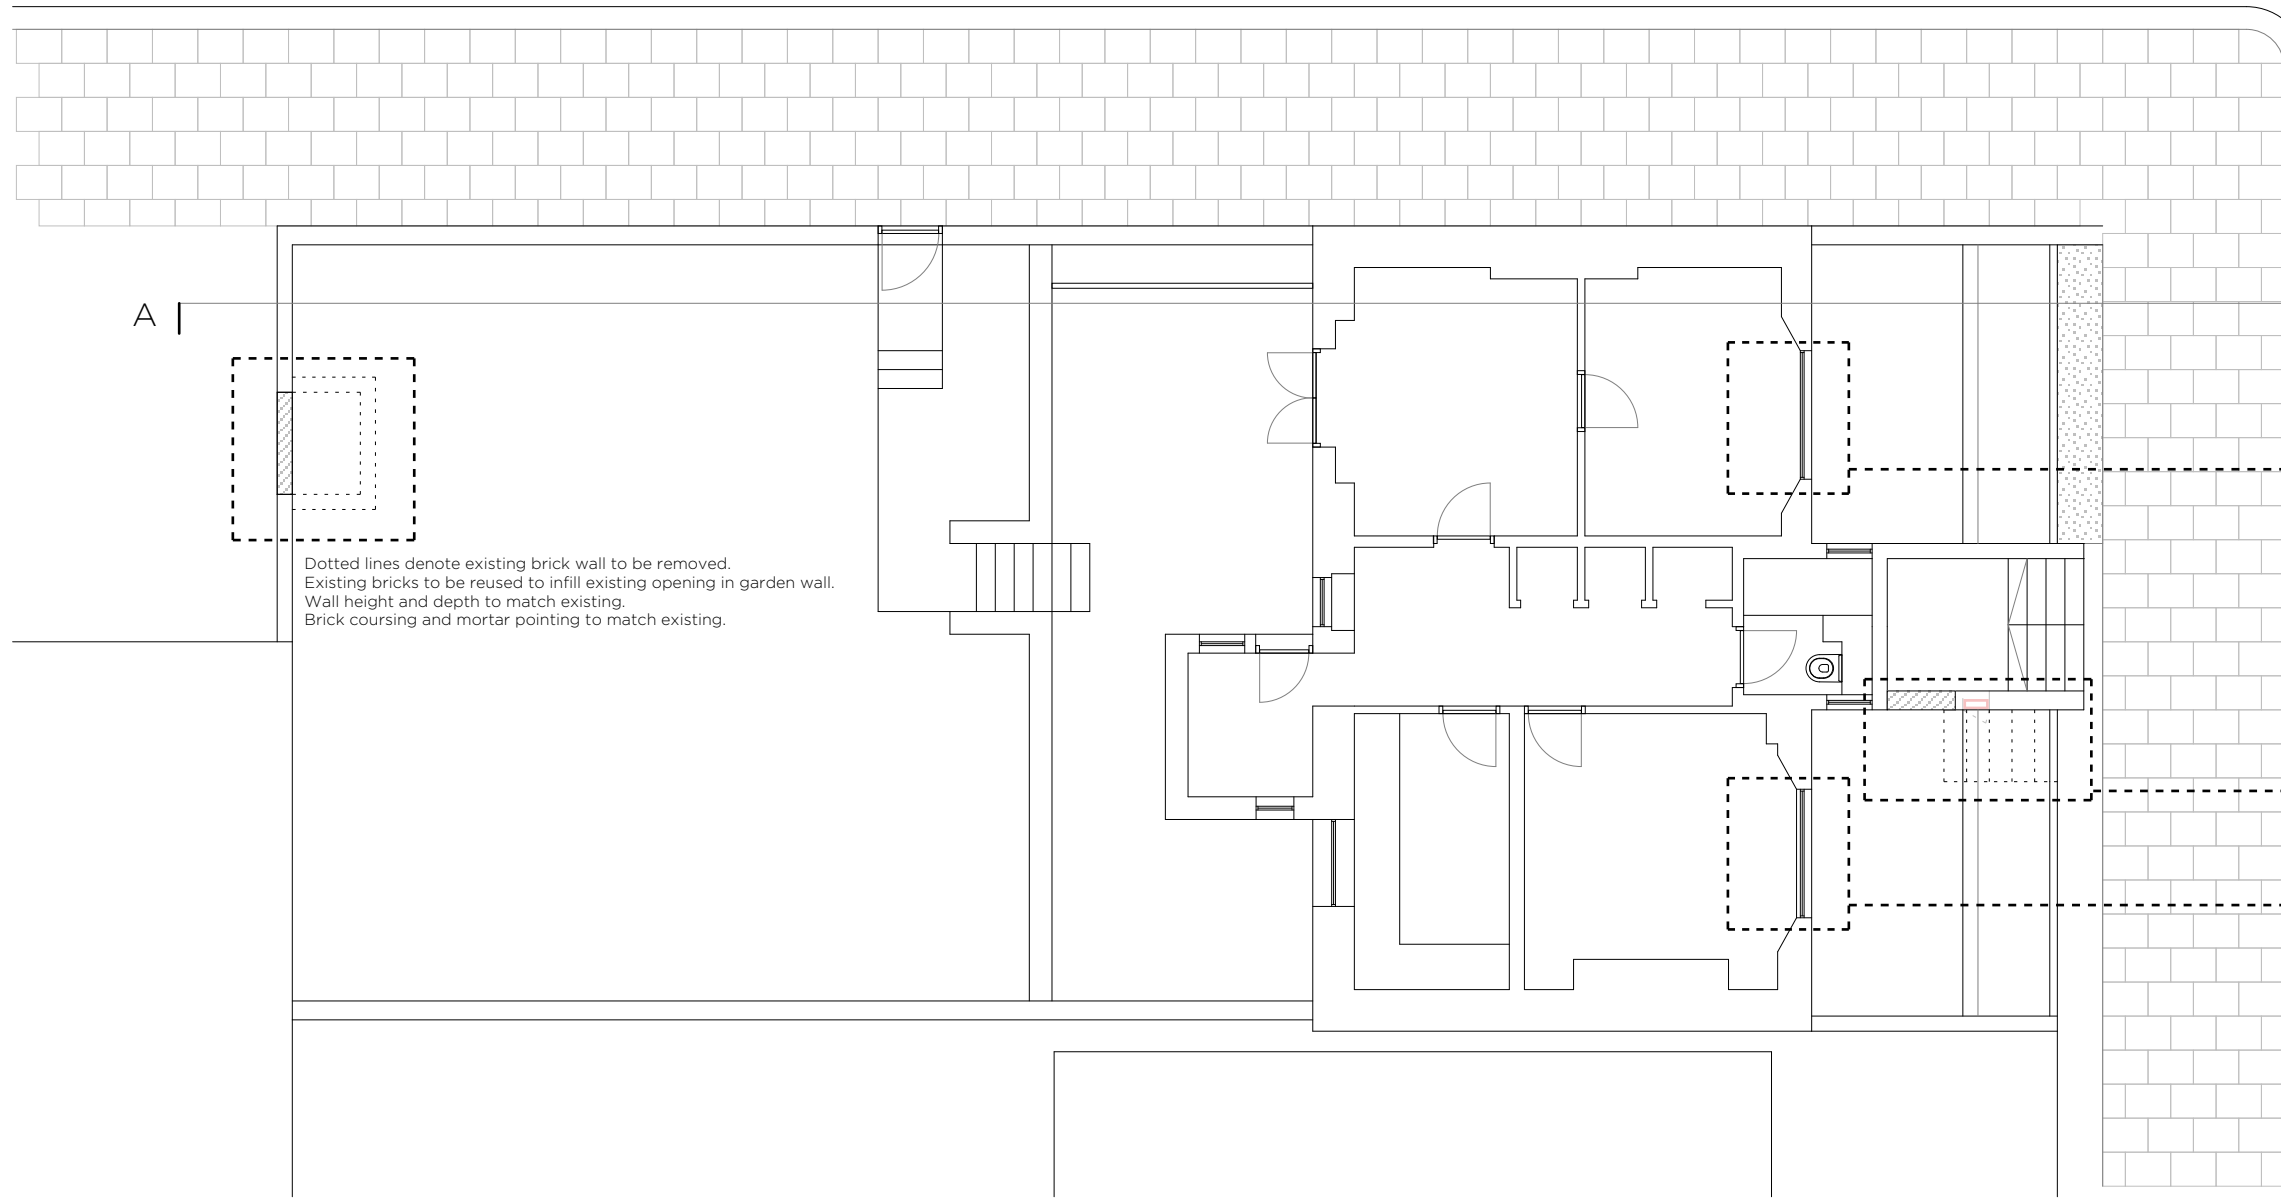 A
Dotted lines denote existing brick wall to be removed.
Existing bricks to be reused to infill existing opening in garden wall.
Wall height and depth to match existing.
Brick coursing and mortar pointing to match existing.